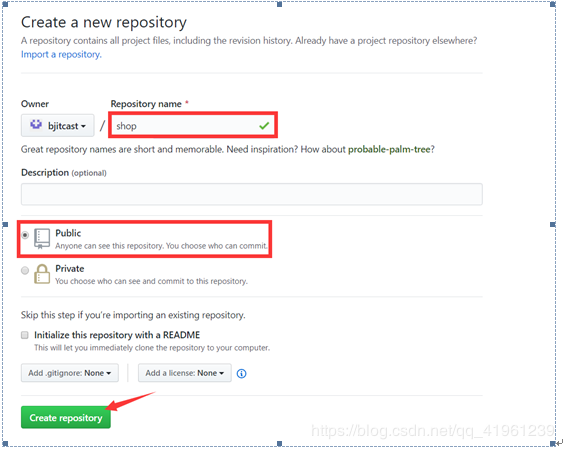 Create a new repository
A repository contains all project files, including the revision history. Already have a project repository elsewhere?
Import a repository.
Owner Repository name *
bjitcast / shop
Great repository names are short and memorable. Need inspiration? How about probable-palm-tree?
Description (optional)
Public
Anyone can see this repository. You choose who can commit.
Private
You choose who can see and commit to this repository.
Skip this step if you're importing an existing repository.
Initialize this repository with a README
This will let you immediately clone the repository to your computer.
Add .gitignore: None Add a license: None
Create repository
https://blog.csdn.net/qq_41961239